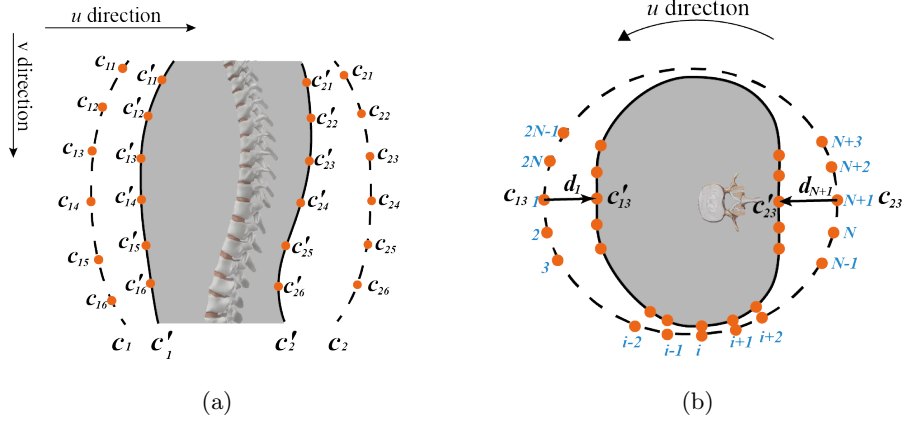 u direction
v direction
c11
c'11
c'21
c21
c12
c'12
c'22
c22
c13
c'13
c'23
c23
c14
c'14
c'24
c24
c15
c'15
c'25
c25
c16
c'16
c'26
c26
c1
c'1
c'2
c2
(a)
u direction
2N-1
N+3
2N
N+2
c13
1
d1
c'13
c'23
dN+1
N+1
c23
2
N
3
N-1
i-2
i-1
i
i+1
i+2
(b)